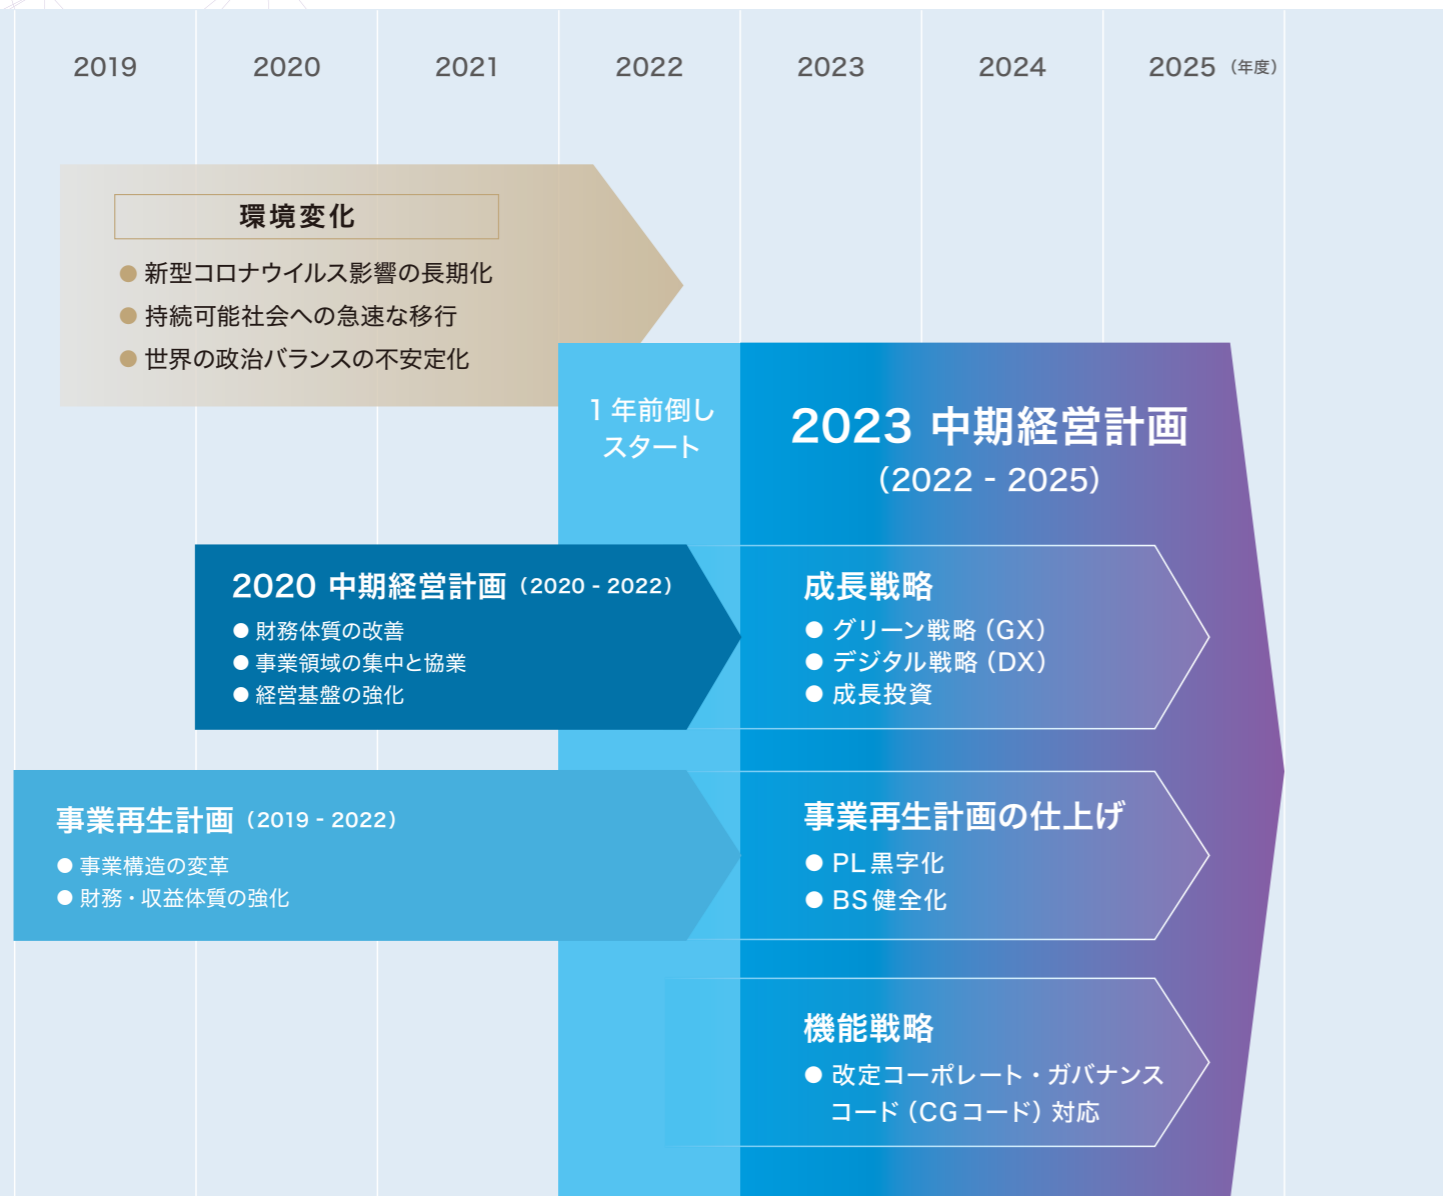 2019 2020 2021 2022 2023 2024 2025 (年度)
環境変化
● 新型コロナウイルス影響の長期化
● 持続可能社会への急速な移行
● 世界の政治バランスの不安定化
1 年前倒し
スタート
2023 中期経営計画
(2022 - 2025)
2020 中期経営計画 (2020 - 2022)
● 財務体質の改善
● 事業領域の集中と協業
● 経営基盤の強化
成長戦略
● グリーン戦略 (GX)
● デジタル戦略 (DX)
● 成長投資
事業再生計画 (2019 - 2022)
● 事業構造の変革
● 財務・収益体質の強化
事業再生計画の仕上げ
● PL 黒字化
● BS 健全化
機能戦略
● 改定コーポレート・ガバナンス
コード (CG コード) 対応